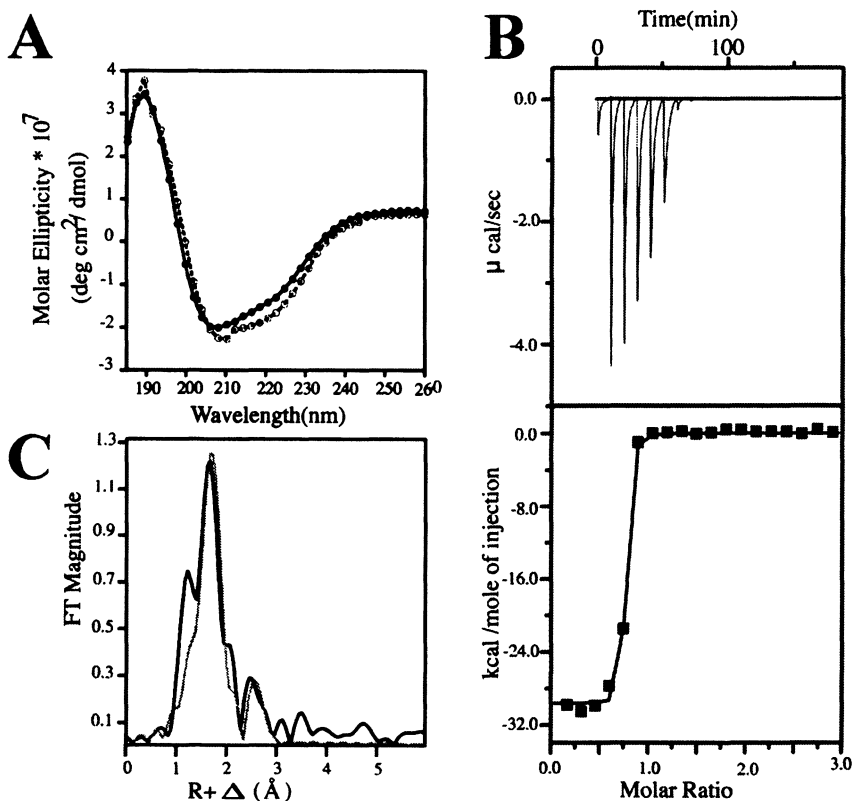 A
4
3
2
1
0
-1
-2
-3
Molar Ellipticity * 10^7
(deg cm^2/ dmol)
190 200 210 220 230 240 250 260
Wavelength(nm)
B
Time(min)
0 100
0.0
-2.0
-4.0
µ cal/sec
0.0
-8.0
-16.0
-24.0
-32.0
kcal /mole of injection
0.0 1.0 2.0 3.0
Molar Ratio
C
1.3
1.1
0.9
0.7
0.5
0.3
0.1
FT Magnitude
0 1 2 3 4 5
R+ Δ (Å)